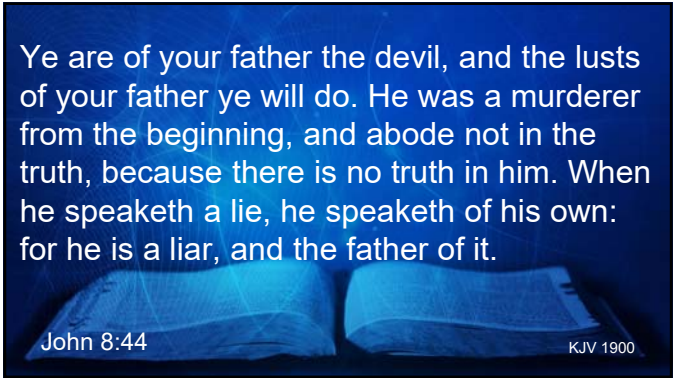 Ye are of your father the devil, and the lusts
of your father ye will do. He was a murderer
from the beginning, and abode not in the
truth, because there is no truth in him. When
he speaketh a lie, he speaketh of his own:
for he is a liar, and the father of it.
John 8:44
KJV 1900